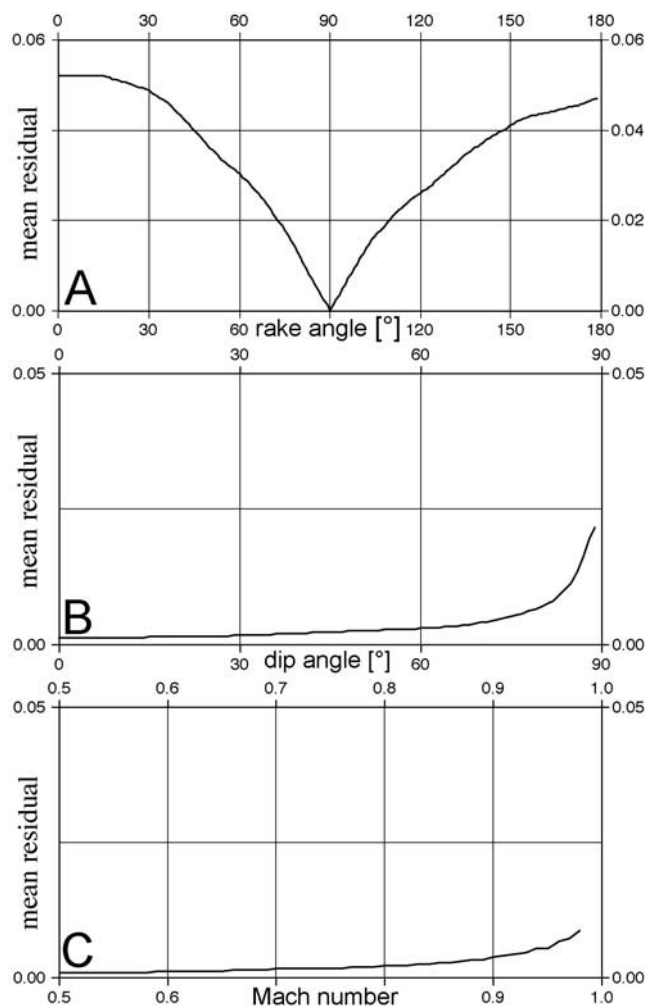 0 30 60 90 120 150 180
0.06 0.06
0.04
0.02
mean residual
A
0.00 0.00
0 30 60 rake angle [°] 120 150 180
0 30 60 90
0.05 0.05
mean residual
B
0.00 0.00
0 30 dip angle [°] 60 90
0.5 0.6 0.7 0.8 0.9 1.0
0.05 0.05
mean residual
C
0.00 0.00
0.5 0.6 Mach number 0.9 1.0